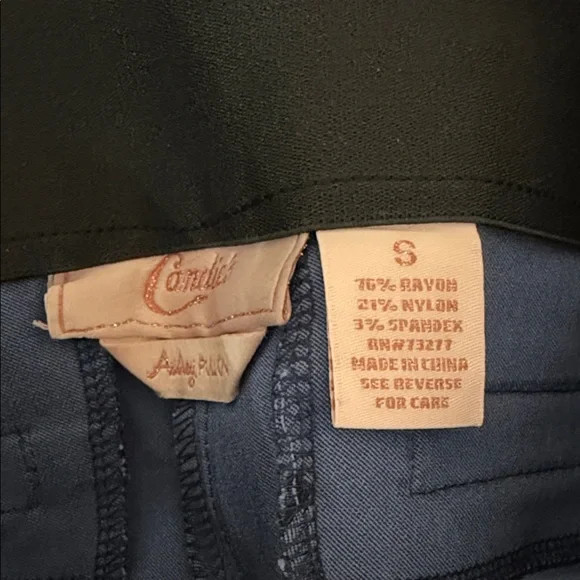 Candie's
S
76% RAYON
21% NYLON
3% SPANDEX
RN#73277
MADE IN CHINA
SEE REVERSE
FOR CARE